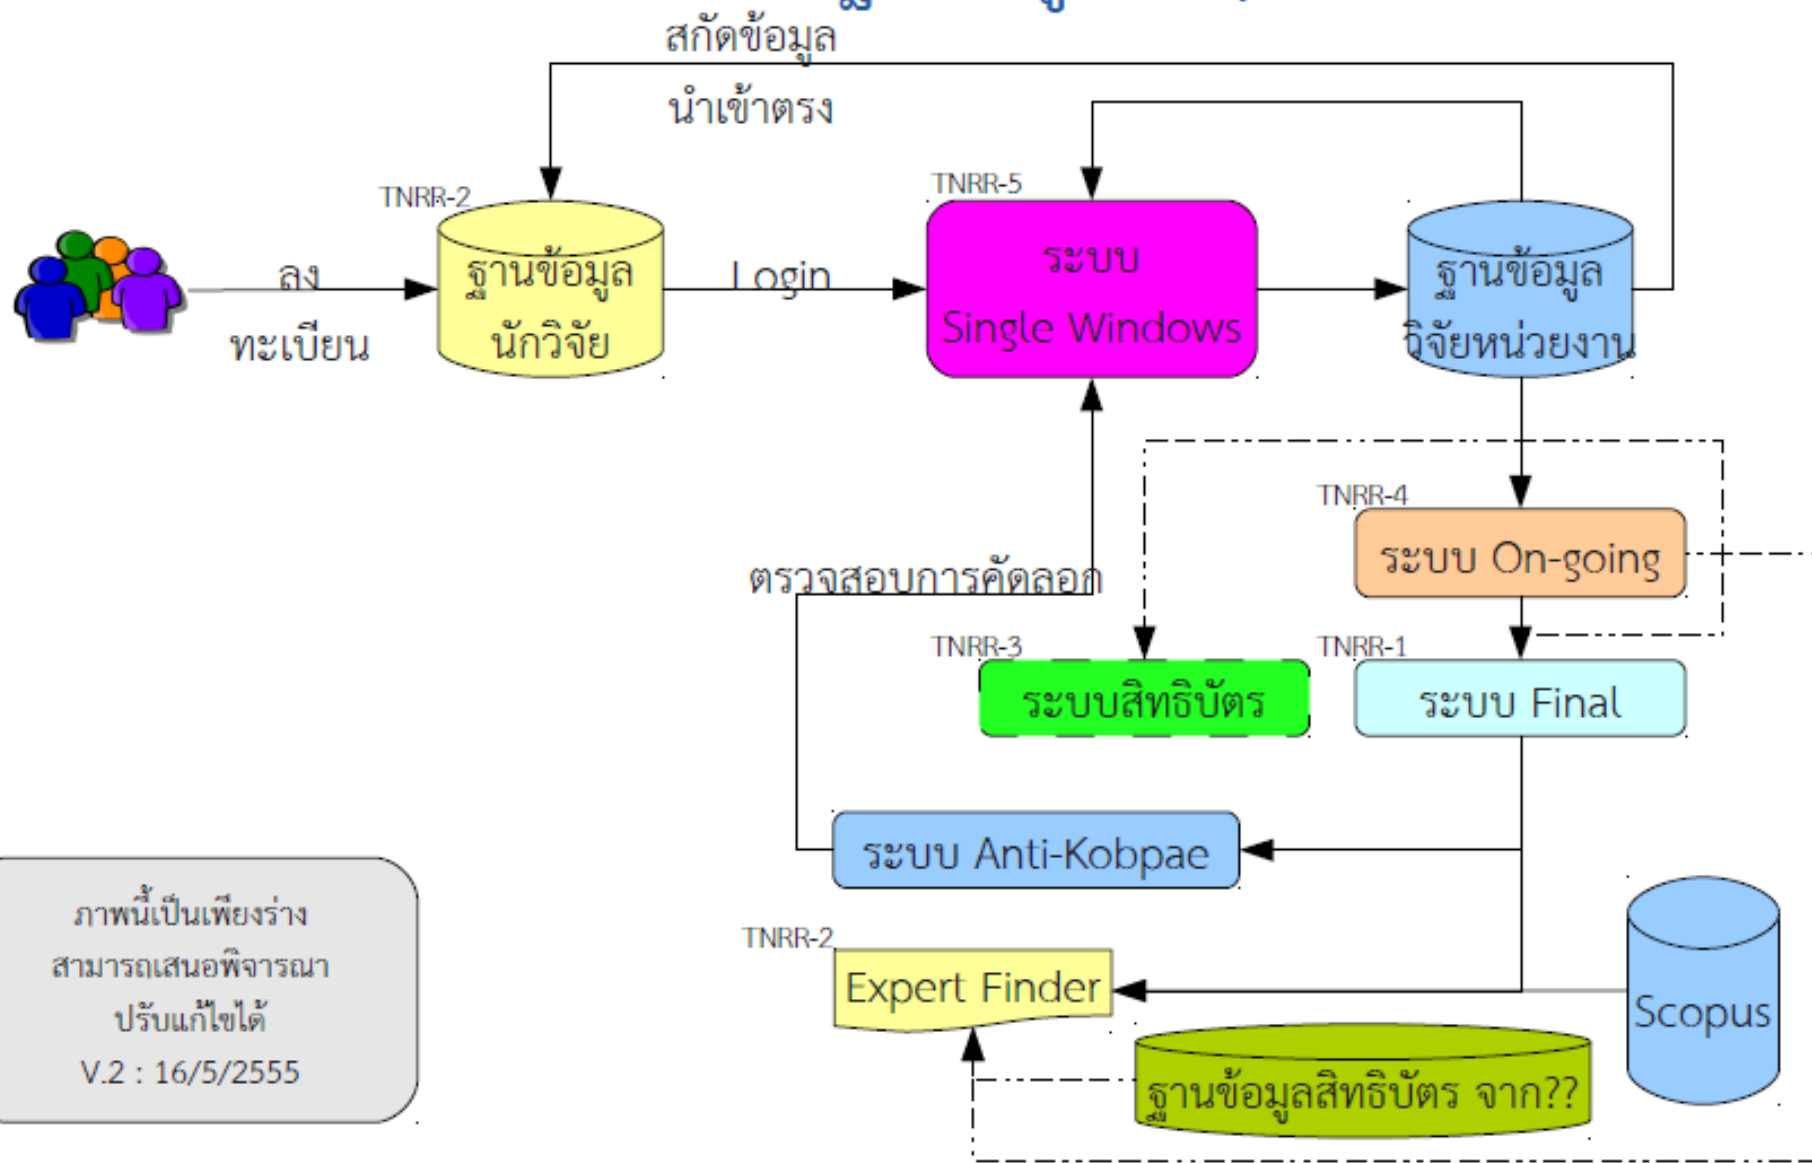 สกัดข้อมูล
นำเข้าตรง
TNRR-2
TNRR-5
ลง
ทะเบียน
ฐานข้อมูล
นักวิจัย
Login
ระบบ
Single Windows
ฐานข้อมูล
วิจัยหน่วยงาน
TNRR-4
ระบบ On-going
ตรวจสอบการคัดลอก
TNRR-3
ระบบสิทธิบัตร
TNRR-1
ระบบ Final
ระบบ Anti-Kobpae
TNRR-2
Expert Finder
Scopus
ฐานข้อมูลสิทธิบัตร จาก??
ภาพนี้เป็นเพียงร่าง
สามารถเสนอพิจารณา
ปรับแก้ไขได้
V.2 : 16/5/2555